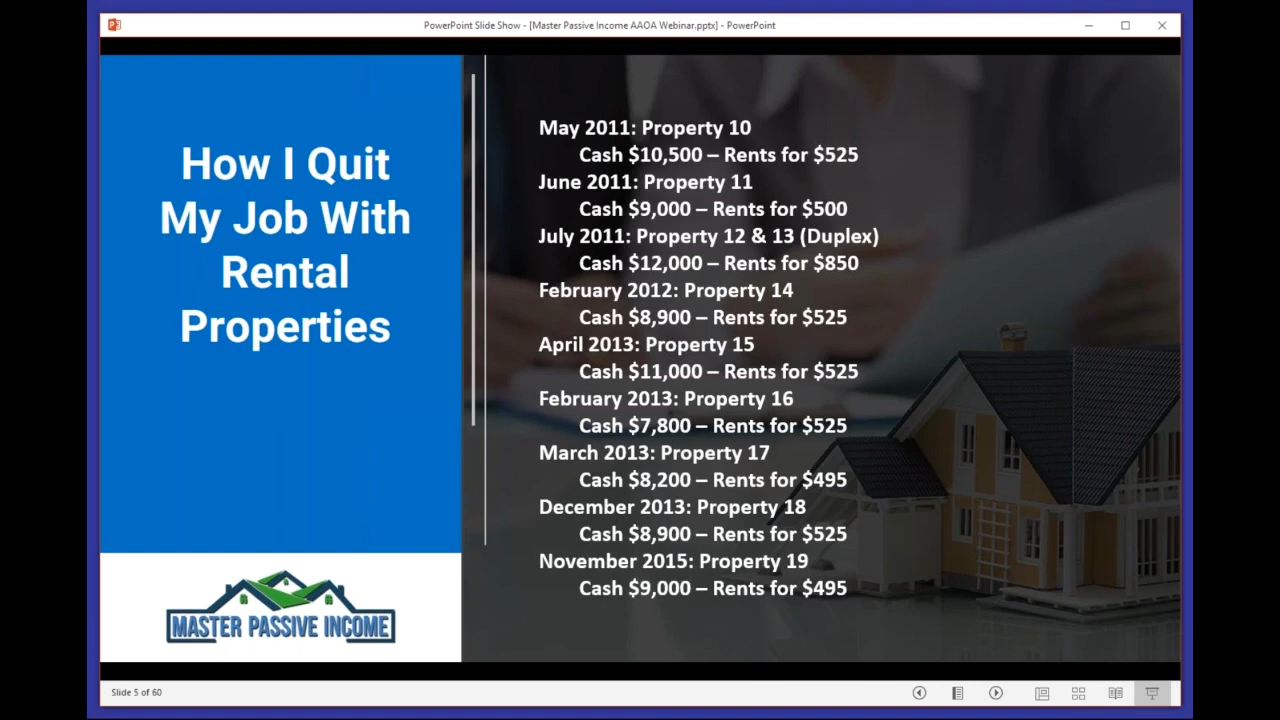 PowerPoint Slide Show - [Master Passive Income AAOA Webinar.pptx] - PowerPoint
How I Quit
My Job With
Rental
Properties
MASTER PASSIVE INCOME
May 2011: Property 10
Cash $10,500 – Rents for $525
June 2011: Property 11
Cash $9,000 – Rents for $500
July 2011: Property 12 & 13 (Duplex)
Cash $12,000 – Rents for $850
February 2012: Property 14
Cash $8,900 – Rents for $525
April 2013: Property 15
Cash $11,000 – Rents for $525
February 2013: Property 16
Cash $7,800 – Rents for $525
March 2013: Property 17
Cash $8,200 – Rents for $495
December 2013: Property 18
Cash $8,900 – Rents for $525
November 2015: Property 19
Cash $9,000 – Rents for $495
Slide 5 of 60